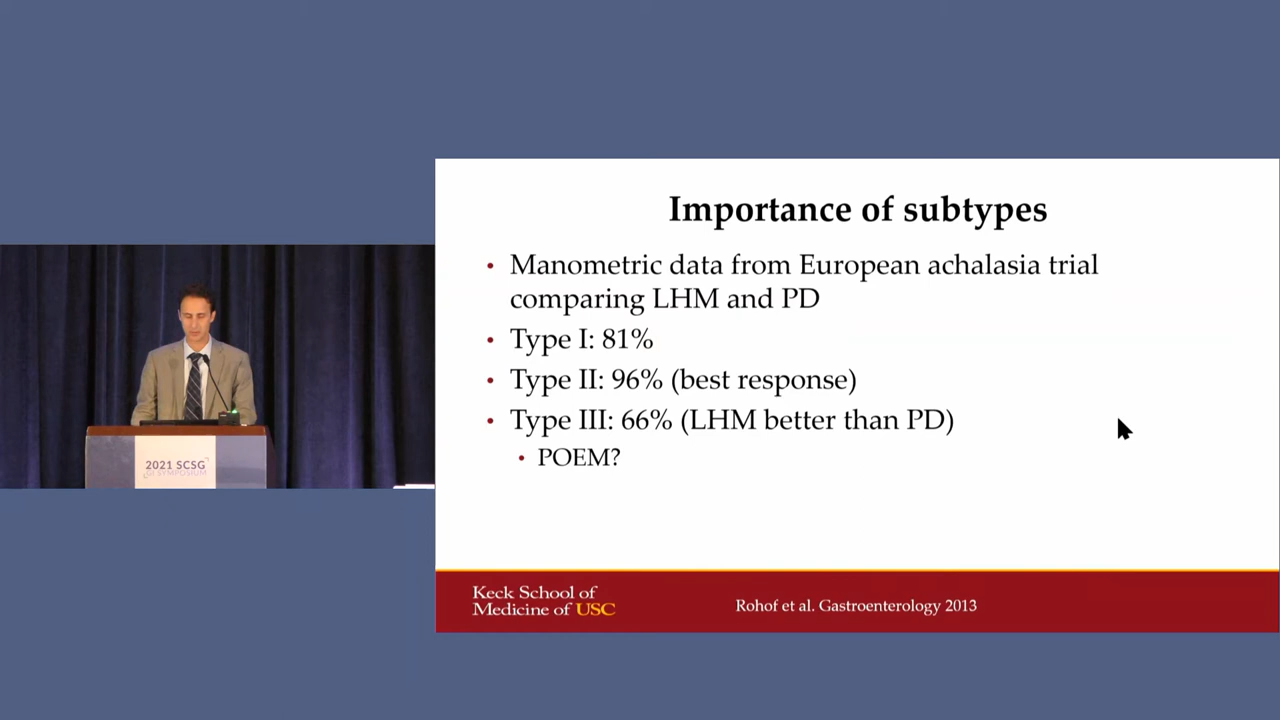 Importance of subtypes
• Manometric data from European achalasia trial
comparing LHM and PD
• Type I: 81%
• Type II: 96% (best response)
• Type III: 66% (LHM better than PD)
• POEM?
Keck School of
Medicine of USC
Rohof et al. Gastroenterology 2013
2021 SCSG
GI SYMPOSIUM